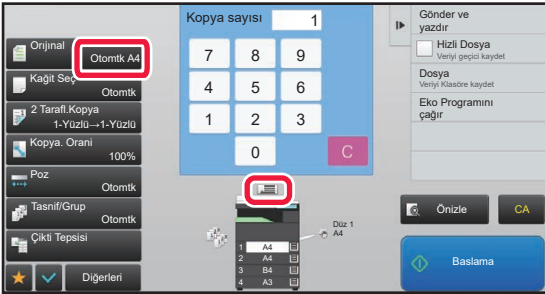 Orijinal
Otomtk A4
Kağit Seç
Otomtk
2 Tarafl.Kopya
1-Yüzlü→1-Yüzlü
Kopya. Orani
100%
Poz
Otomtk
Tasnif/Grup
Otomtk
Çikti Tepsisi
Diğerleri
Kopya sayısı 1
7 8 9
4 5 6
1 2 3
0 C
Düz 1
A4
1 A4
2 A4
3 B4
4 A3
Gönder ve
yazdır
Hizli Dosya
Veriyi geçici kaydet
Dosya
Veriyi Klasöre kaydet
Eko Programını
çağır
Önizle
CA
Baslama